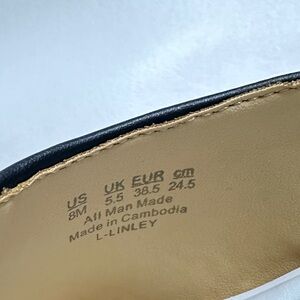 US UK EUR cm
8M 5.5 38.5 24.5
All Man Made
Made in Cambodia
L-LINLEY